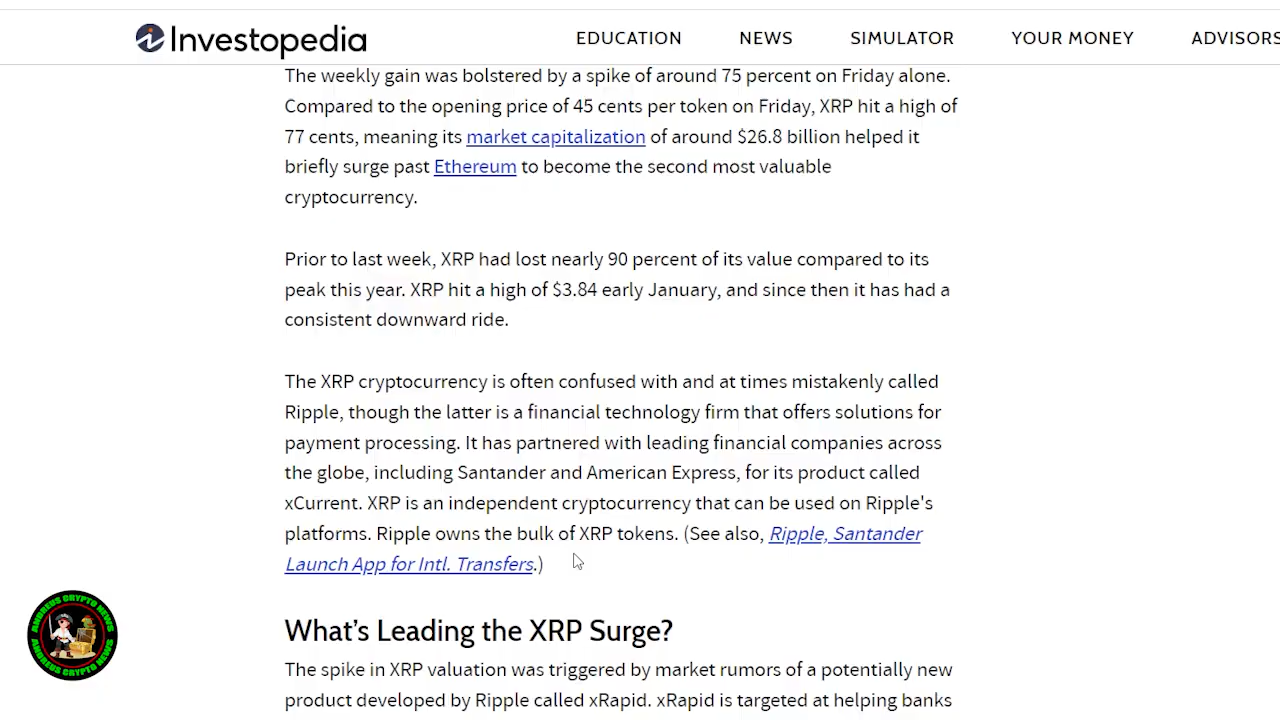 Investopedia
EDUCATION NEWS SIMULATOR YOUR MONEY ADVISORS
The weekly gain was bolstered by a spike of around 75 percent on Friday alone.
Compared to the opening price of 45 cents per token on Friday, XRP hit a high of
77 cents, meaning its market capitalization of around $26.8 billion helped it
briefly surge past Ethereum to become the second most valuable
cryptocurrency.
Prior to last week, XRP had lost nearly 90 percent of its value compared to its
peak this year. XRP hit a high of $3.84 early January, and since then it has had a
consistent downward ride.
The XRP cryptocurrency is often confused with and at times mistakenly called
Ripple, though the latter is a financial technology firm that offers solutions for
payment processing. It has partnered with leading financial companies across
the globe, including Santander and American Express, for its product called
xCurrent. XRP is an independent cryptocurrency that can be used on Ripple's
platforms. Ripple owns the bulk of XRP tokens. (See also, Ripple, Santander
Launch App for Intl. Transfers.)
What's Leading the XRP Surge?
The spike in XRP valuation was triggered by market rumors of a potentially new
product developed by Ripple called xRapid. xRapid is targeted at helping banks
ANDREUS CRYPTO NEWS
ANDREUS CRYPTO NEWS